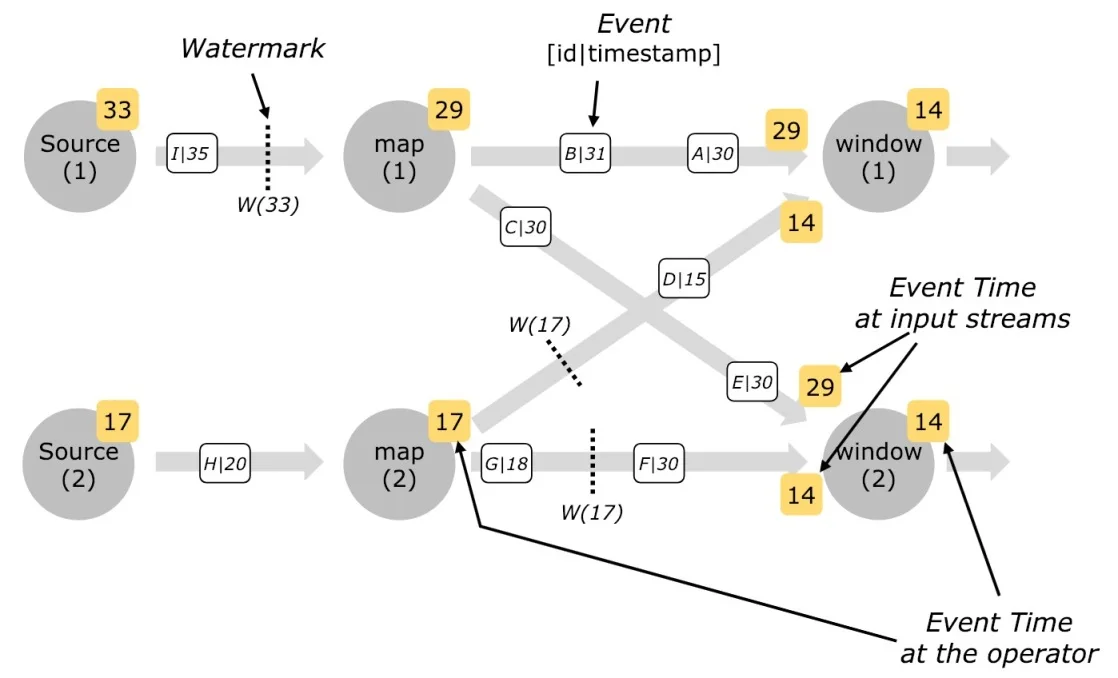 Watermark
Event
[id|timestamp]
33
Source
(1)
I|35
W(33)
29
map
(1)
B|31
A|30
29
14
window
(1)
C|30
14
D|15
W(17)
Event Time
at input streams
E|30
29
17
Source
(2)
H|20
17
map
(2)
G|18
F|30
W(17)
14
14
window
(2)
Event Time
at the operator